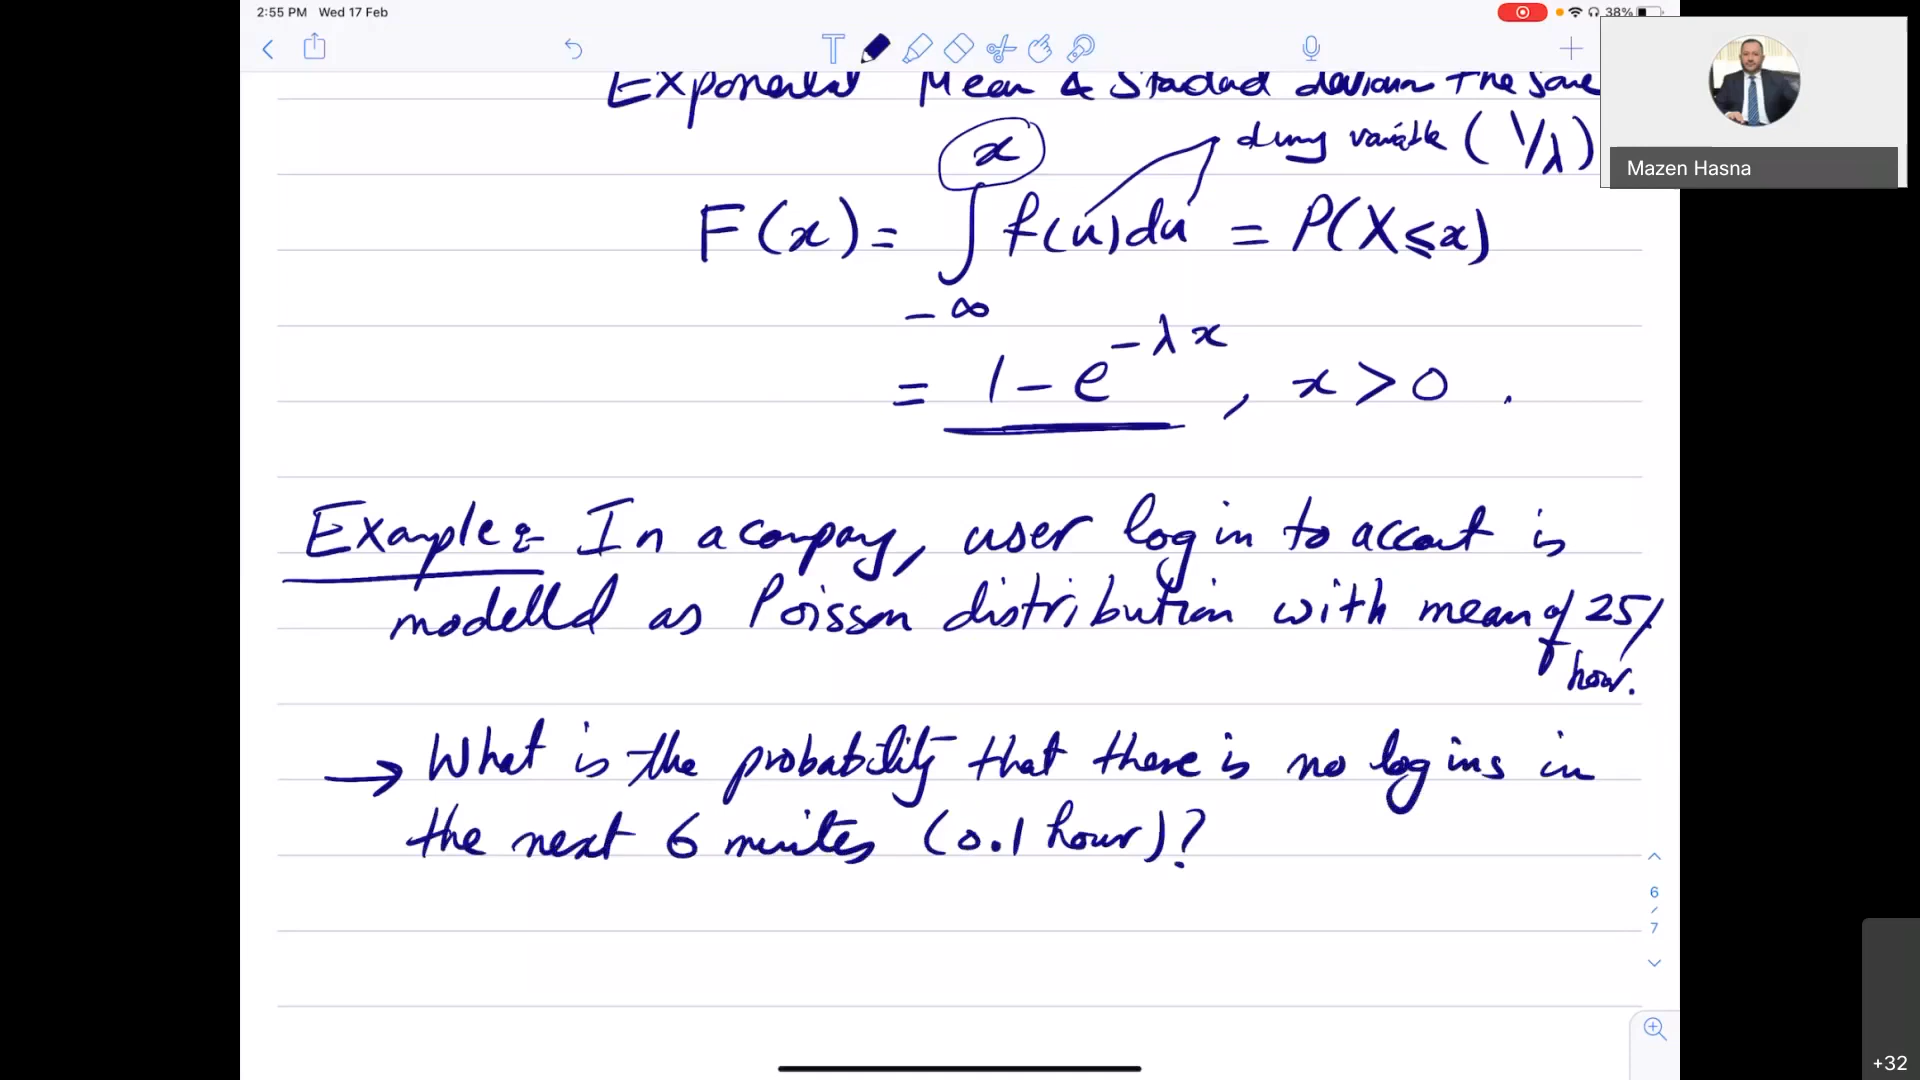 2:55 PM Wed 17 Feb
38%
Mazen Hasna
Exponential Mean & Standard deviation the same
x
dumy variable (1/λ)
F(x) = ∫ f(u)du = P(X≤x)
-∞
= 1 - e^{-λx}, x>0.
Example:- In a company, user log in to account is
modelled as Poisson distribution with mean of 25/
hour.
→ What is the probability that there is no log ins in
the next 6 minutes (0.1 hour)?
6
/
7
+32